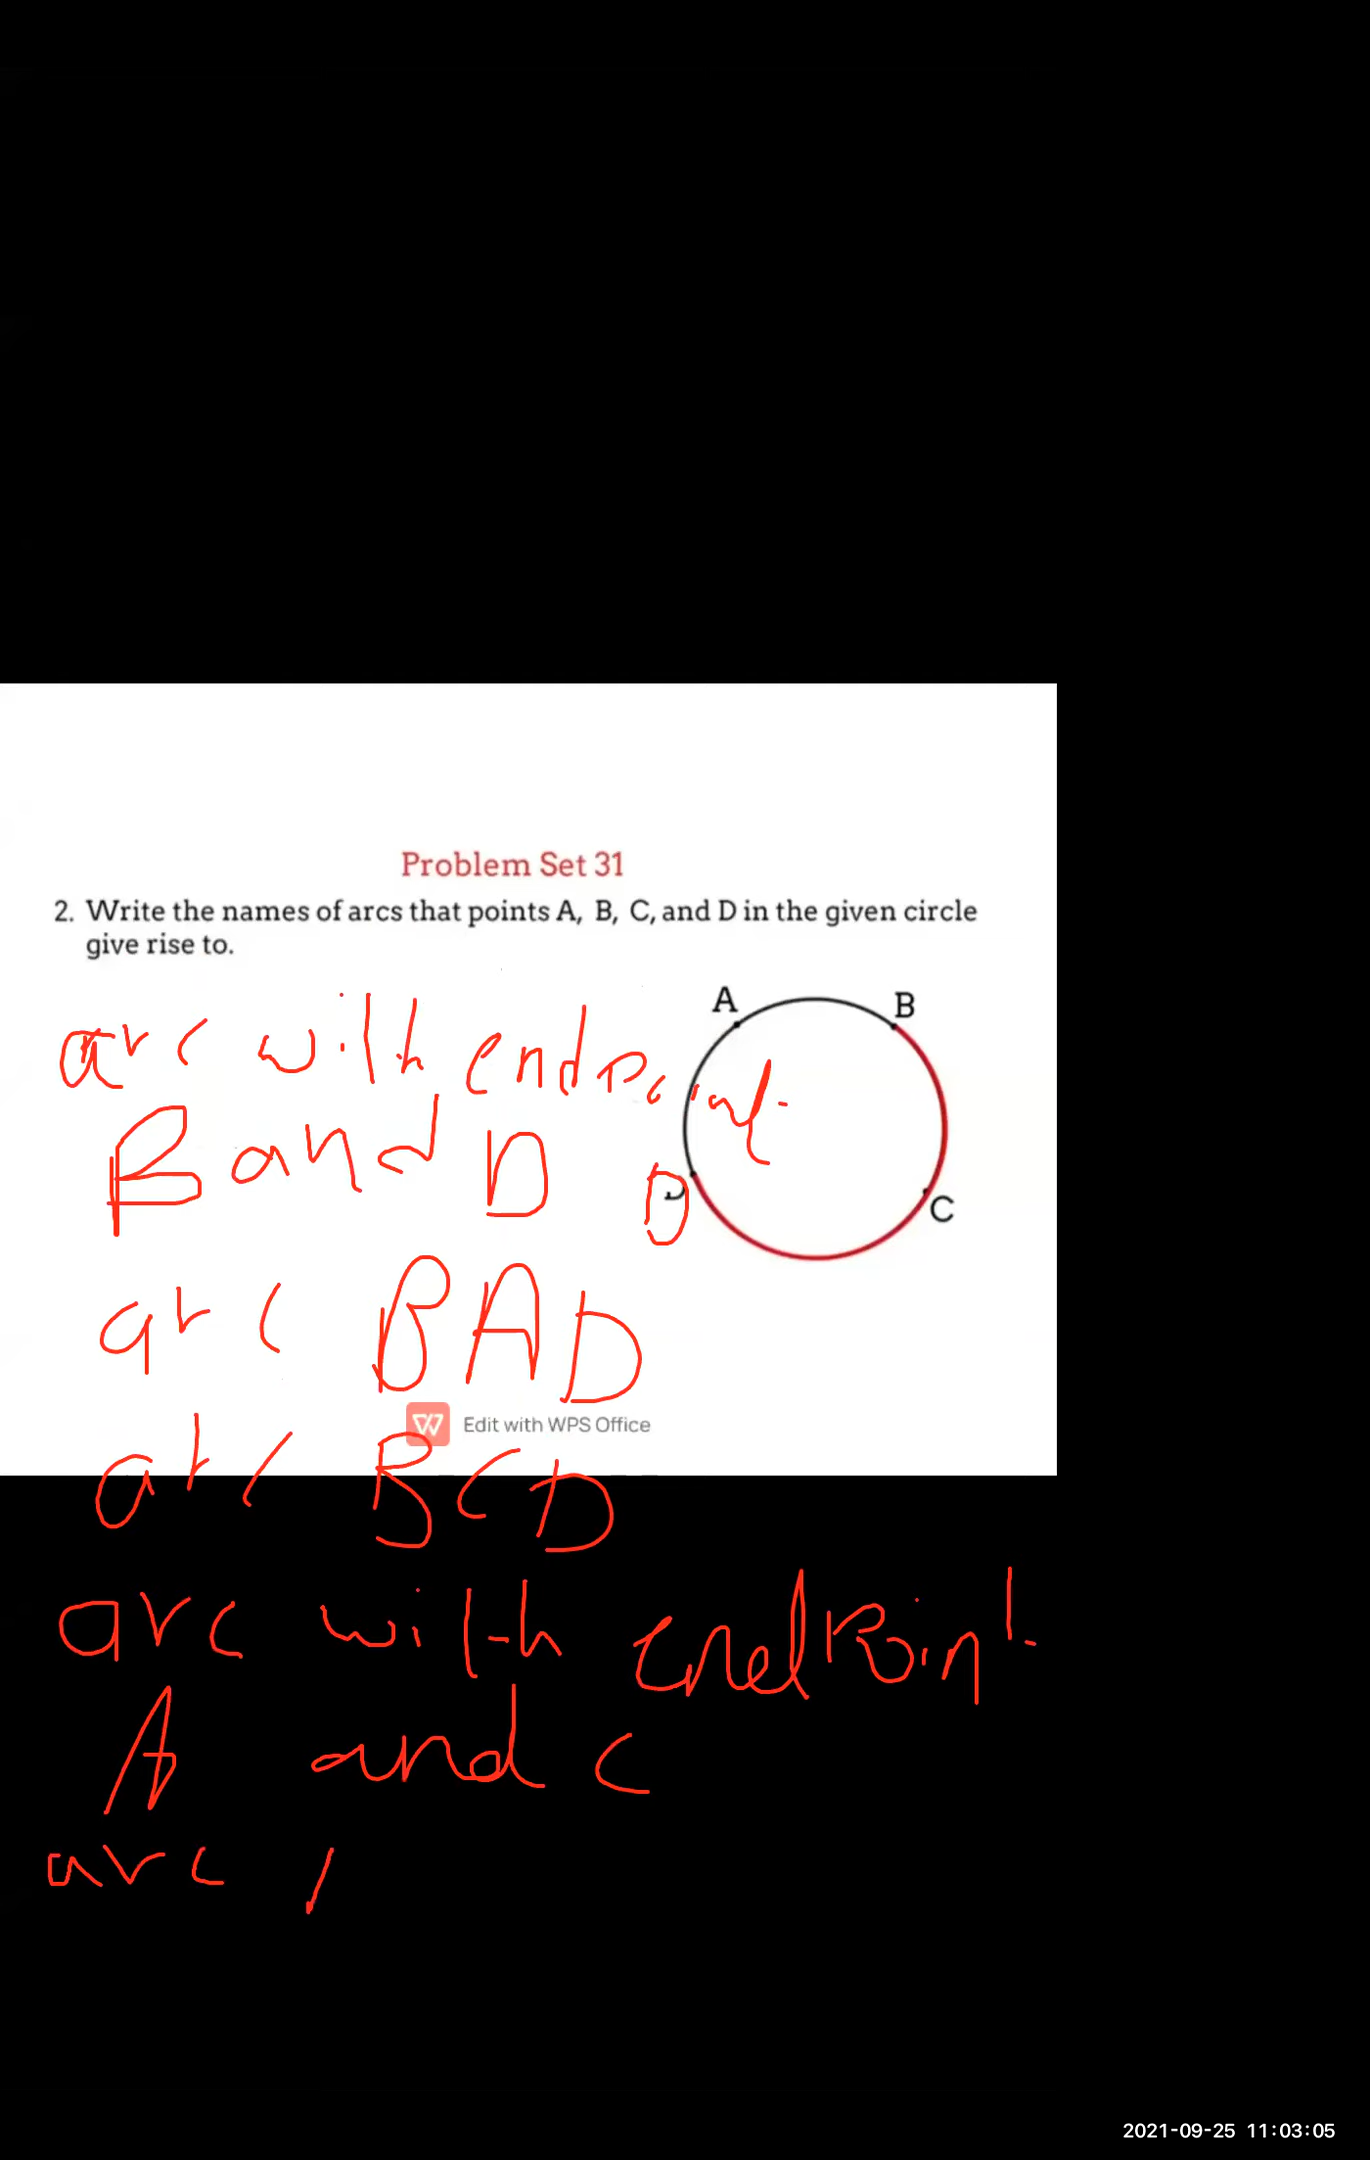 Problem Set 31
2. Write the names of arcs that points A, B, C, and D in the given circle
give rise to.
A
B
arc with endpoint
B and D
D
C
arc BAD
Edit with WPS Office
arc BCD
arc with endpoint
A and C
arc
2021-09-25 11:03:05